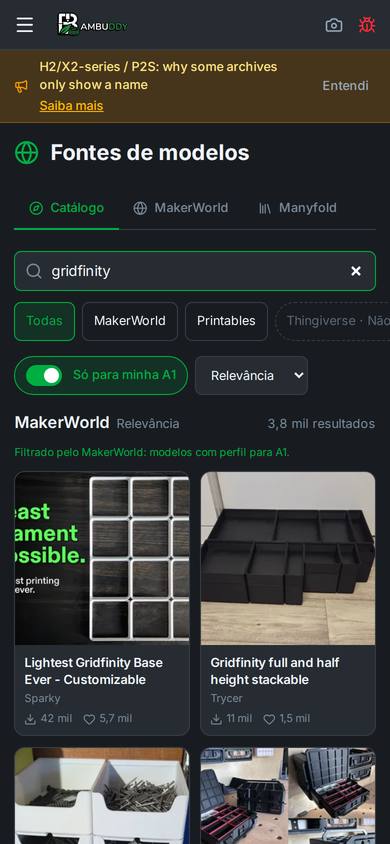 BAMBUDDY
H2/X2-series / P2S: why some archives
only show a name
Saiba mais
Entendi
Fontes de modelos
Catálogo
MakerWorld
Manyfold
gridfinity
Todas
MakerWorld
Printables
Thingiverse · Não
Só para minha A1
Relevância
MakerWorld Relevância
3,8 mil resultados
Filtrado pelo MakerWorld: modelos com perfil para A1.
east
ament
ossible.
st printing
ever.
Lightest Gridfinity Base
Ever - Customizable
Sparky
42 mil 5,7 mil
Gridfinity full and half
height stackable
Trycer
11 mil 1,5 mil